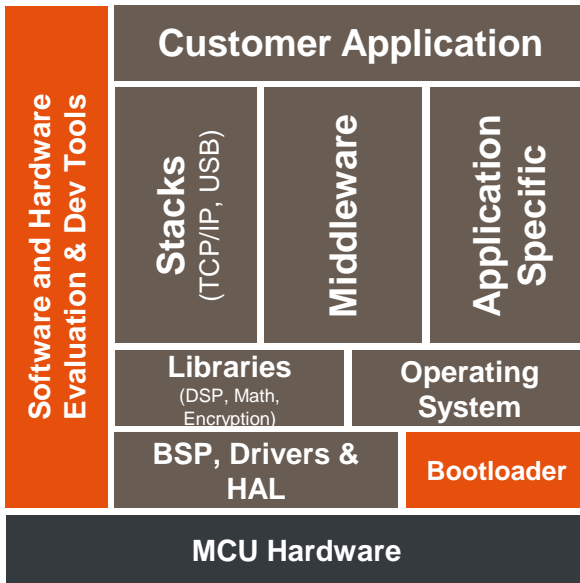 Software and Hardware
Evaluation & Dev Tools
Customer Application
Stacks
(TCP/IP, USB)
Middleware
Application
Specific
Libraries
(DSP, Math,
Encryption)
Operating
System
BSP, Drivers &
HAL
Bootloader
MCU Hardware